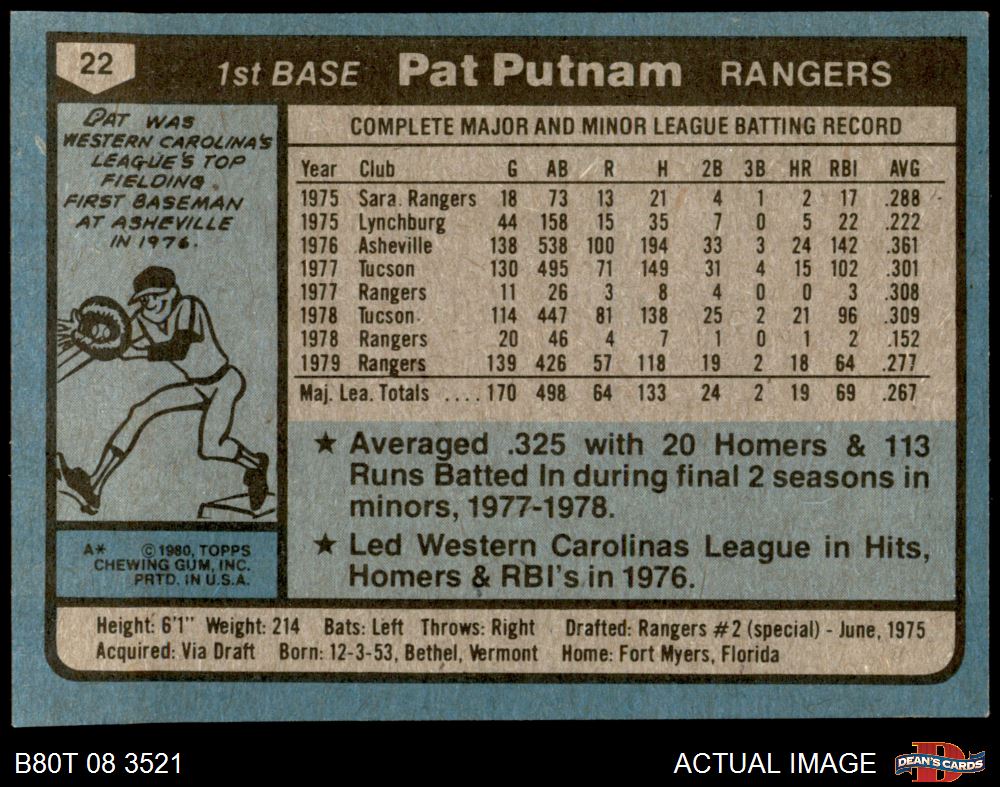 22
1st BASE Pat Putnam RANGERS
PAT WAS
WESTERN CAROLINA'S
LEAGUE'S TOP
FIELDING
FIRST BASEMAN
AT ASHEVILLE
IN 1976.
COMPLETE MAJOR AND MINOR LEAGUE BATTING RECORD
Year Club G AB R H 2B 3B HR RBI AVG
1975 Sara. Rangers 18 73 13 21 4 1 2 17 .288
1975 Lynchburg 44 158 15 35 7 0 5 22 .222
1976 Asheville 138 538 100 194 33 3 24 142 .361
1977 Tucson 130 495 71 149 31 4 15 102 .301
1977 Rangers 11 26 3 8 4 0 0 3 .308
1978 Tucson 114 447 81 138 25 2 21 96 .309
1978 Rangers 20 46 4 7 1 0 1 2 .152
1979 Rangers 139 426 57 118 19 2 18 64 .277
Maj. Lea. Totals .... 170 498 64 133 24 2 19 69 .267
★ Averaged .325 with 20 Homers & 113
Runs Batted In during final 2 seasons in
minors, 1977-1978.
★ Led Western Carolinas League in Hits,
Homers & RBI's in 1976.
A* © 1980, TOPPS
CHEWING GUM, INC.
PRTD. IN U.S.A.
Height: 6'1" Weight: 214 Bats: Left Throws: Right Drafted: Rangers #2 (special) - June, 1975
Acquired: Via Draft Born: 12-3-53, Bethel, Vermont Home: Fort Myers, Florida
B80T 08 3521
ACTUAL IMAGE
D
DEAN'S CARDS